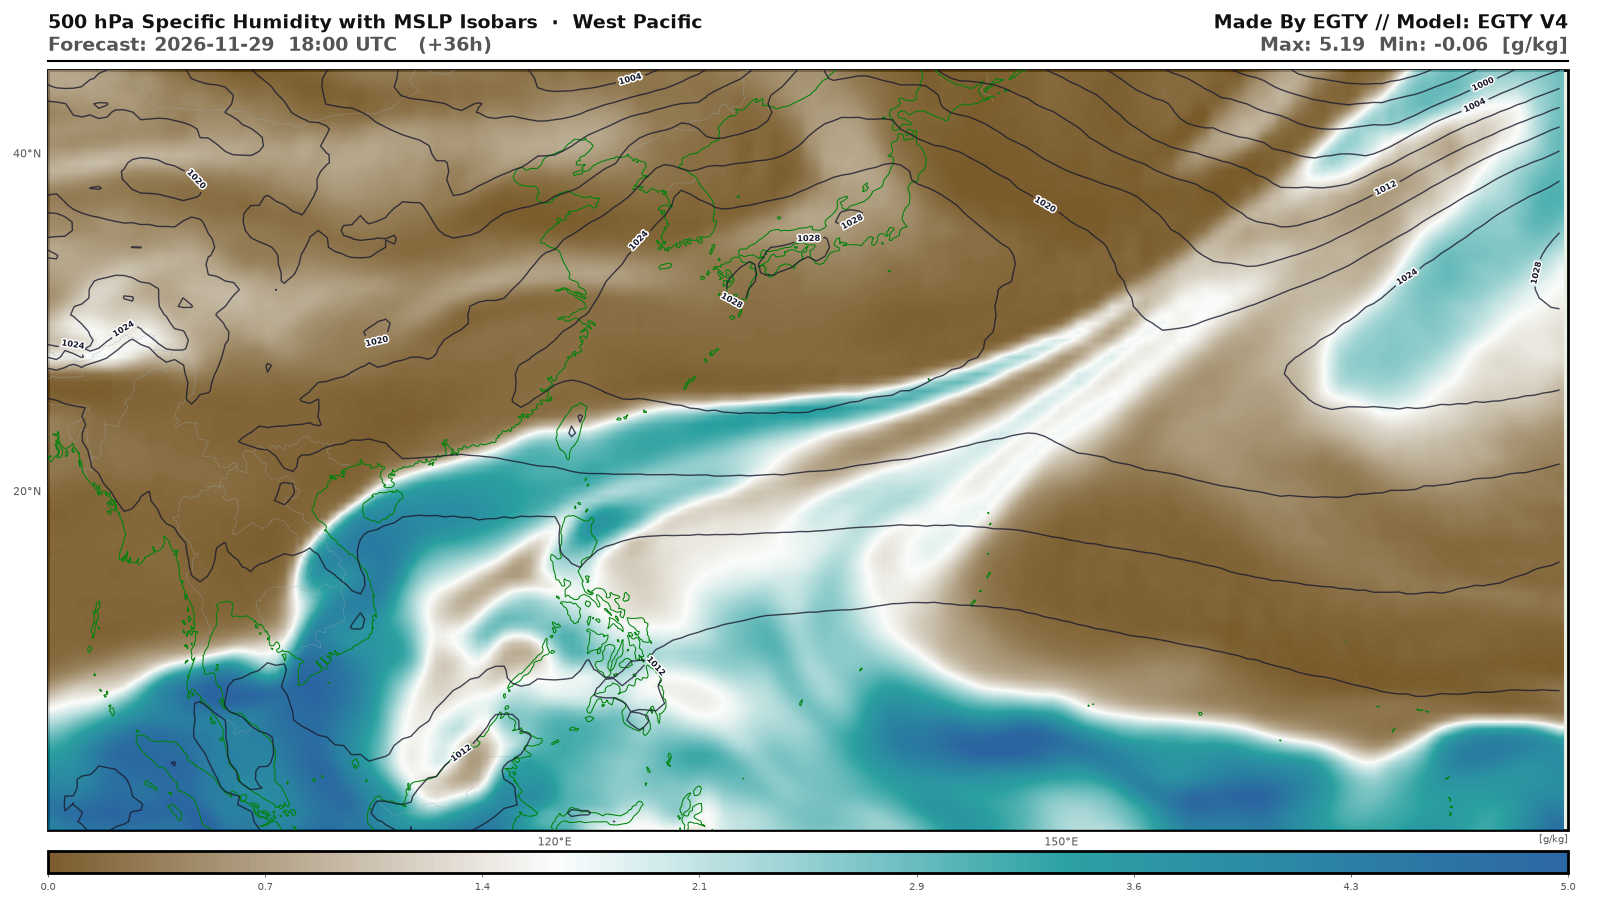 500 hPa Specific Humidity with MSLP Isobars · West Pacific
Made By EGTY // Model: EGTY V4
Forecast: 2026-11-29 18:00 UTC (+36h)
Max: 5.19 Min: -0.06 [g/kg]
1004
1000
1004
40°N
1020
1012
1020
1028
1028
1024
1028
1024
1028
1024
1024
1020
20°N
1012
1012
120°E
150°E
[g/kg]
0.0
0.7
1.4
2.1
2.9
3.6
4.3
5.0